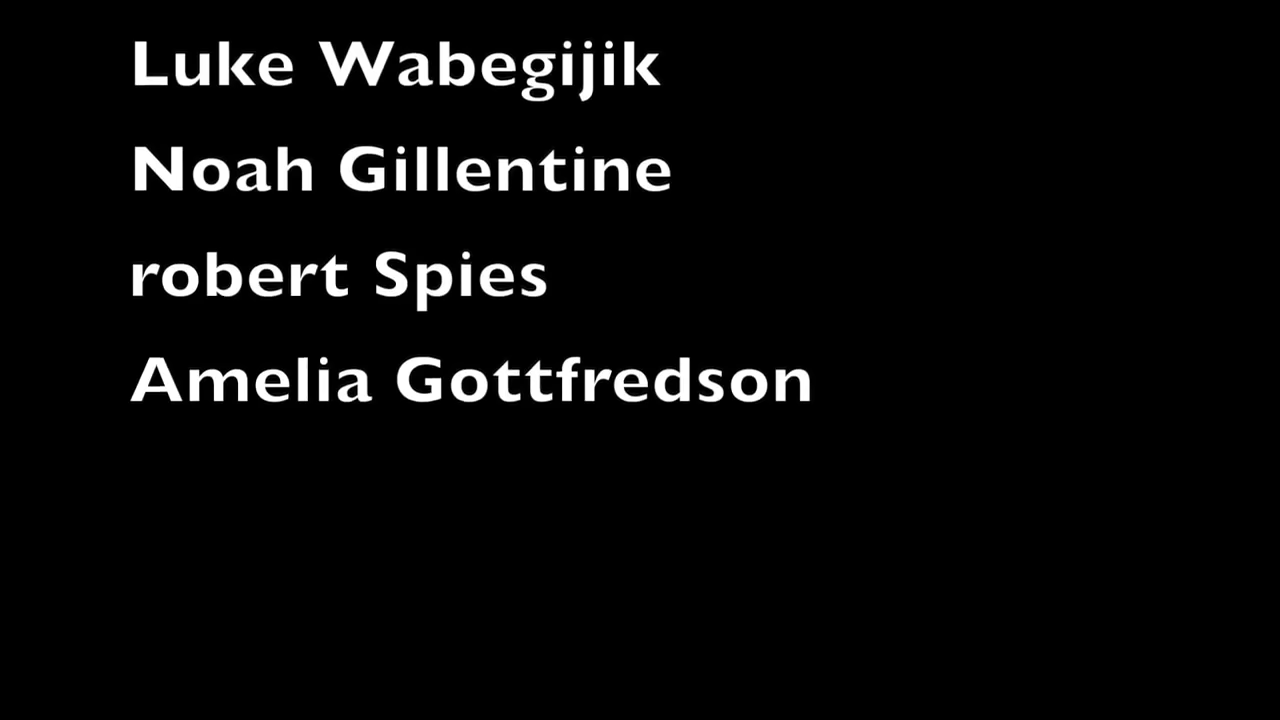 Luke Wabegijik
Noah Gillentine
robert Spies
Amelia Gottfredson